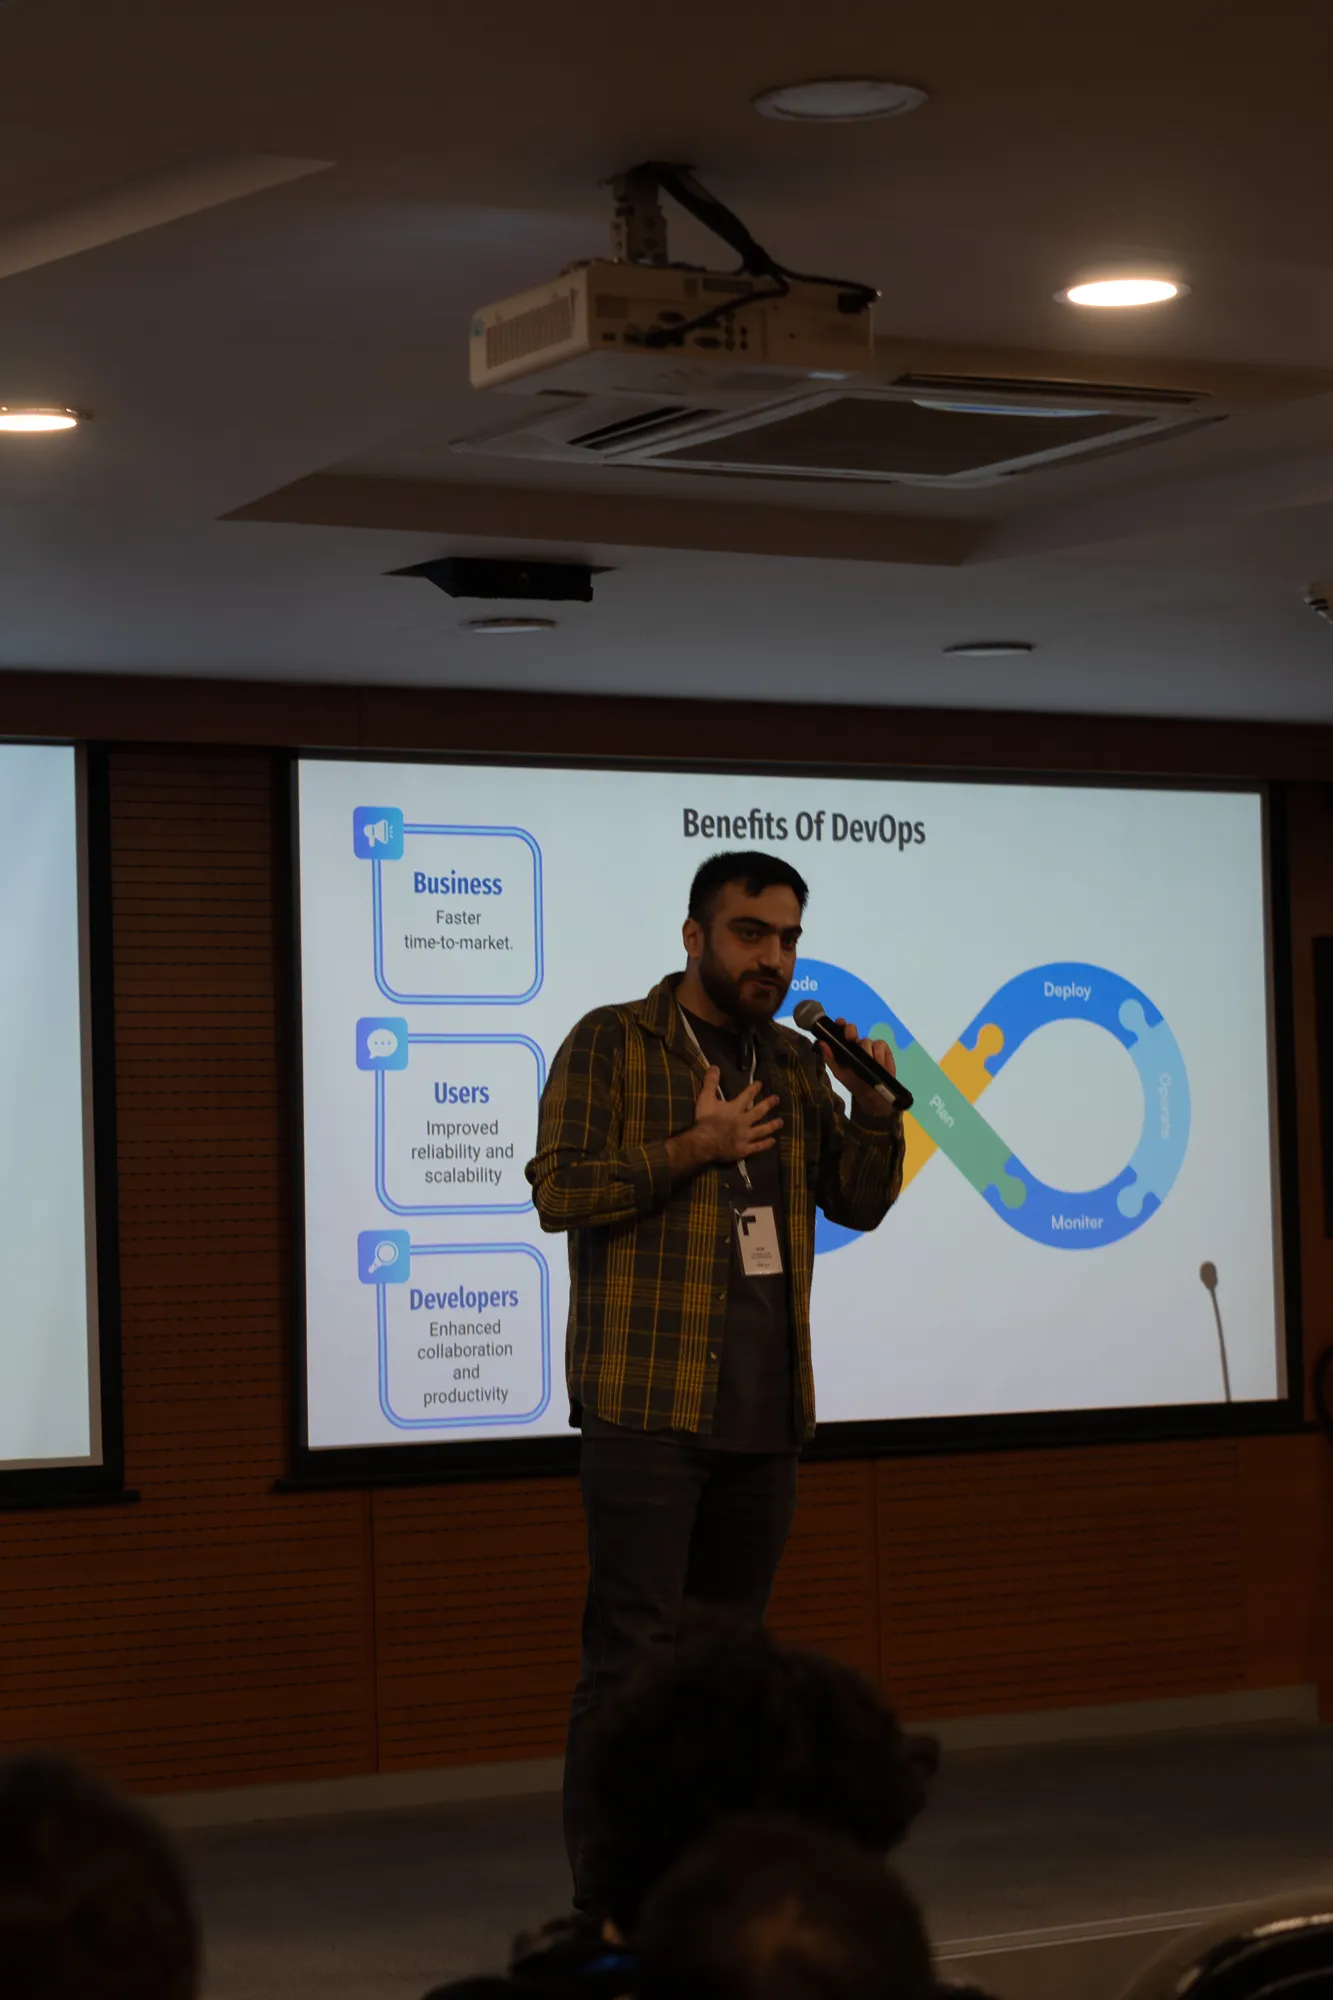 Benefits Of DevOps
Business
Faster
time-to-market.
Users
Improved
reliability and
scalability
Developers
Enhanced
collaboration
and
productivity
ode
Deploy
Operate
Plan
Moniter